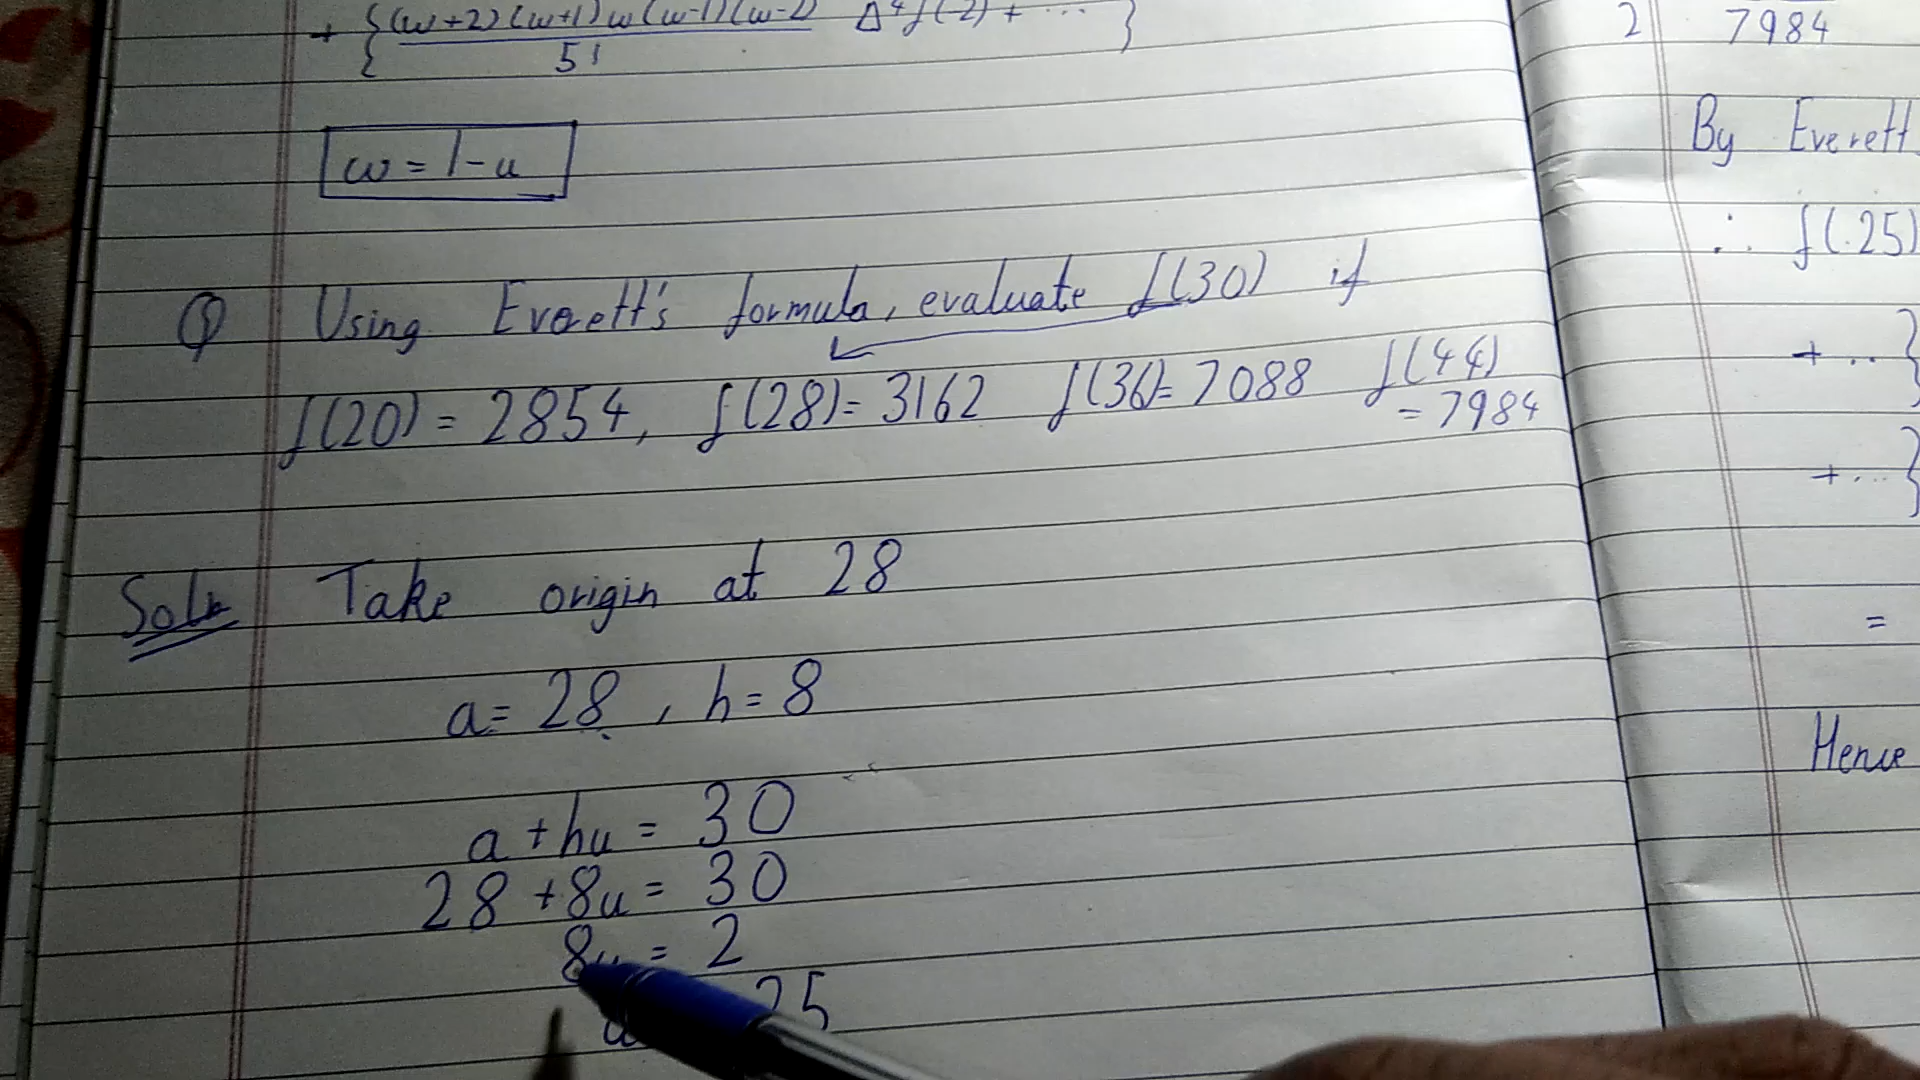 + {(w+2)(w+1)w(w-1)(w-2) / 5! Δ⁴f(-2) + ... }
w = 1-u
Q Using Everett's formula, evaluate f(30) if
f(20) = 2854, f(28) = 3162 f(36) = 7088 f(44)
= 7984
Soln Take origin at 28
a = 28, h = 8
a + hu = 30
28 + 8u = 30
8u = 2
25
2 7984
By Everett
∴ f(.25)
+ .. }
+ ... }
=
Hence